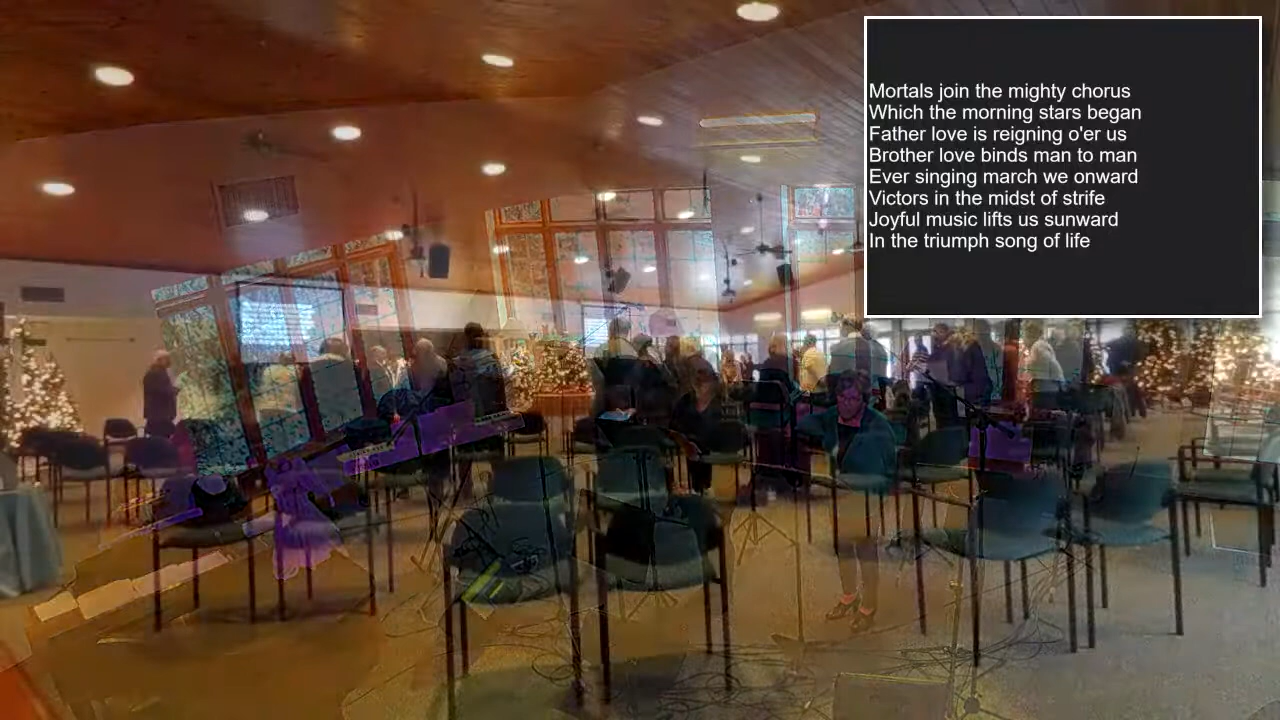 Mortals join the mighty chorus
Which the morning stars began
Father love is reigning o'er us
Brother love binds man to man
Ever singing march we onward
Victors in the midst of strife
Joyful music lifts us sunward
In the triumph song of life